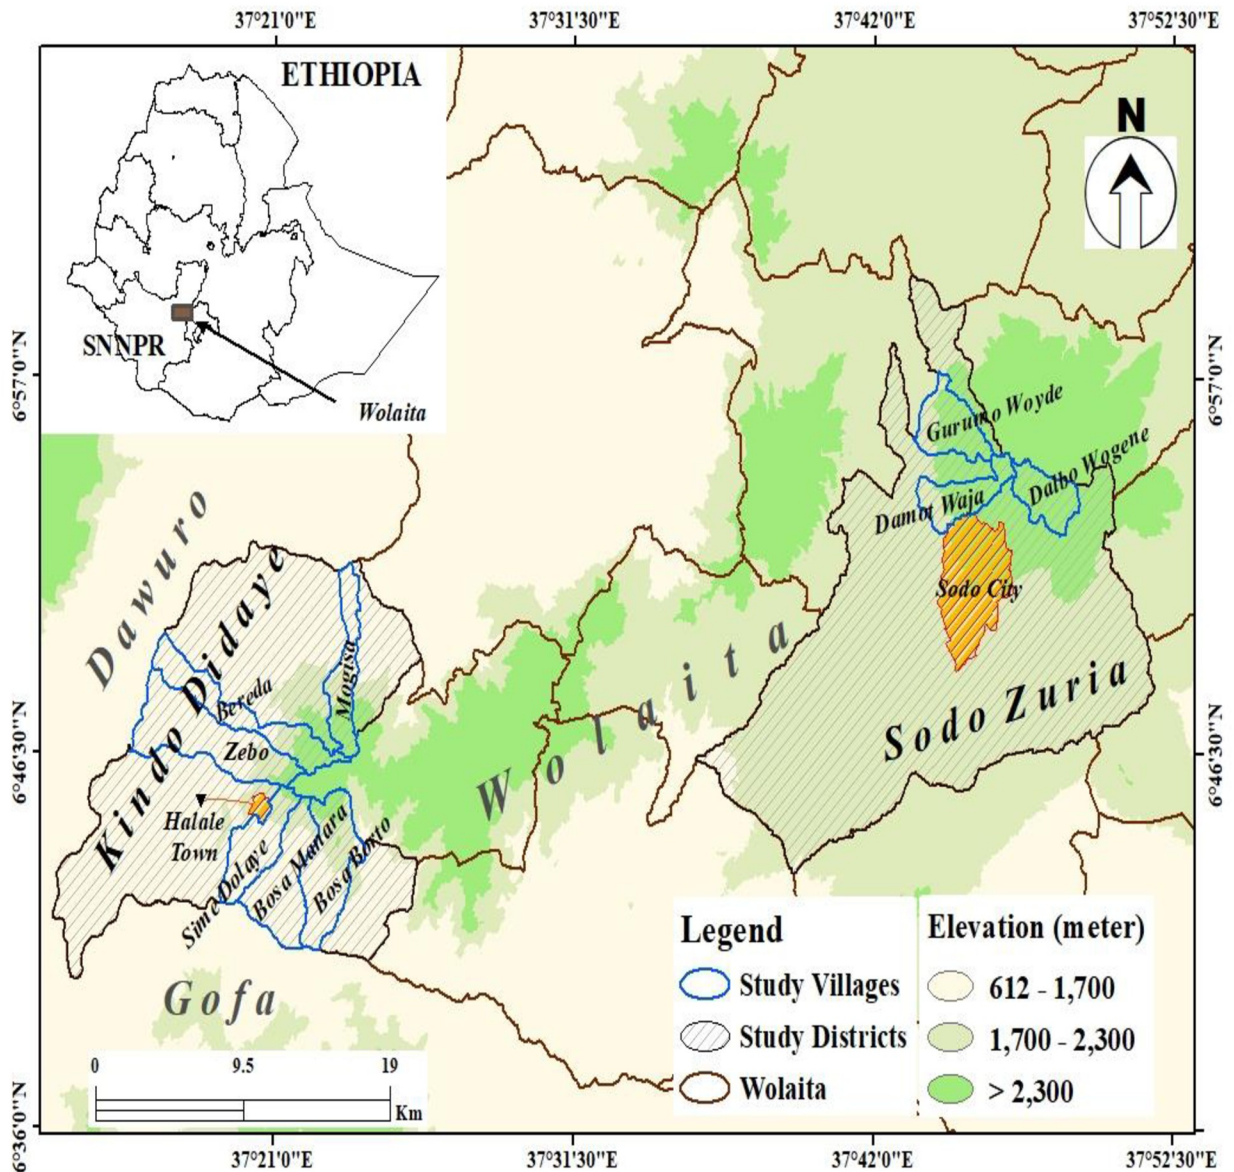 37°21'0"E 37°31'30"E 37°42'0"E 37°52'30"E
ETHIOPIA
N
SNNPR
Wolaita
6°57'0"N
6°57'0"N
Gurumo Woyde
Dalbo Wogene
Damot Waja
Sodo City
Dawuro
Kindo Didaye
Mogisa
Bereda
Zebo
Wolaita
Sodo Zuria
6°46'30"N
6°46'30"N
Halale
Town
Sime Dolaye
Bosa Manara
Bosa Boxto
Gofa
Legend
Study Villages
Study Districts
Wolaita
Elevation (meter)
612 - 1,700
1,700 - 2,300
> 2,300
0 9.5 19
Km
6°36'0"N
37°21'0"E 37°31'30"E 37°42'0"E 37°52'30"E